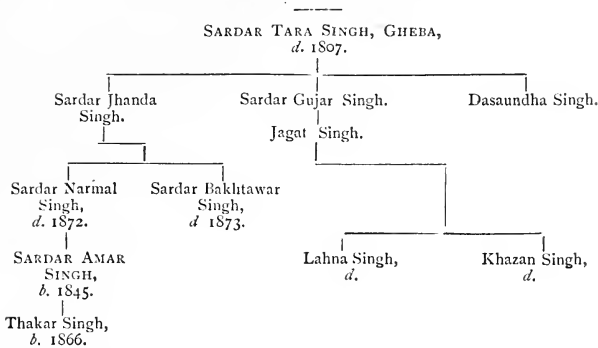 SARDAR TARA SINGH, GHEBA,
d. 1807.
Sardar Jhanda
Singh.
Sardar Gujar Singh.
Dasaundha Singh.
Jagat Singh.
Sardar Narinal
Singh,
d. 1872.
Sardar Bakhtawar
Singh,
d 1873.
SARDAR AMAR
SINGH,
b. 1845.
Thakar Singh,
b. 1866.
Lahna Singh,
d.
Khazan Singh,
d.